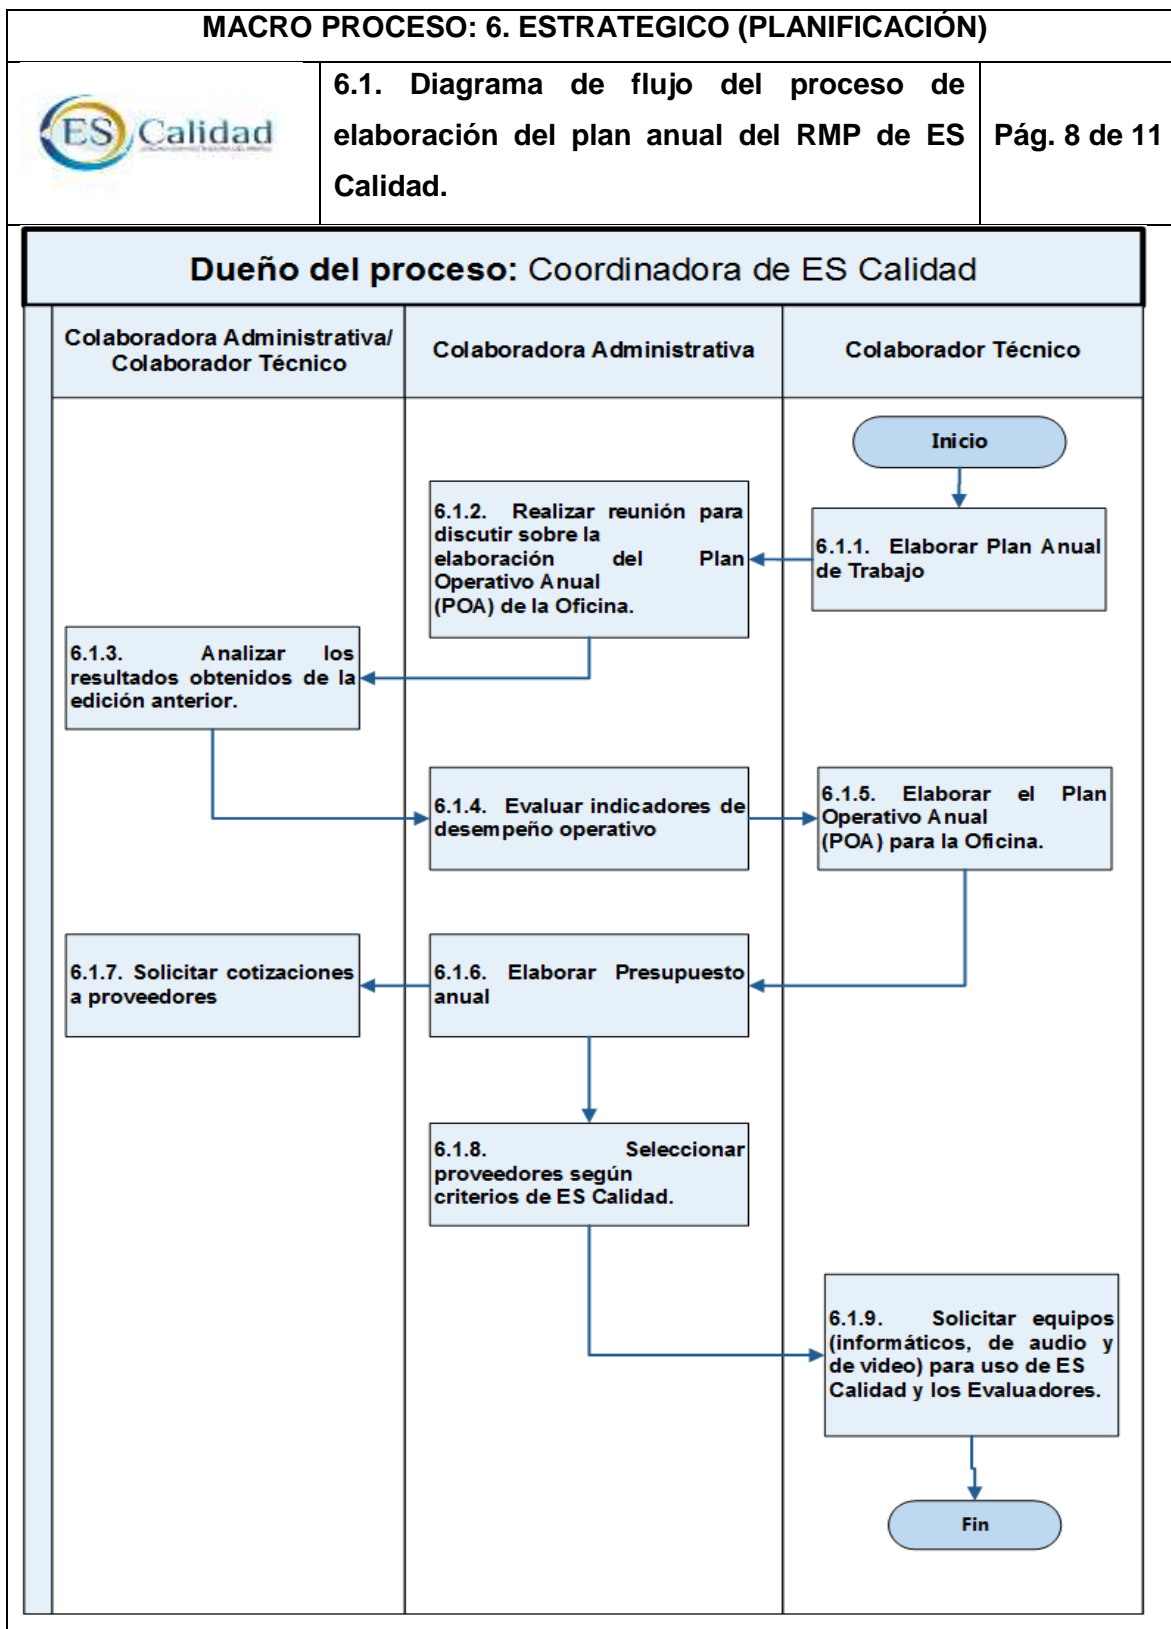 MACRO PROCESO: 6. ESTRATEGICO (PLANIFICACIÓN)
ES Calidad
6.1. Diagrama de flujo del proceso de
elaboración del plan anual del RMP de ES
Calidad.
Pág. 8 de 11
Dueño del proceso: Coordinadora de ES Calidad
Colaboradora Administrativa/
Colaborador Técnico
Colaboradora Administrativa
Colaborador Técnico
Inicio
6.1.1. Elaborar Plan Anual
de Trabajo
6.1.2. Realizar reunión para
discutir sobre la
elaboración del Plan
Operativo Anual
(POA) de la Oficina.
6.1.3. Analizar los
resultados obtenidos de la
edición anterior.
6.1.4. Evaluar indicadores de
desempeño operativo
6.1.5. Elaborar el Plan
Operativo Anual
(POA) para la Oficina.
6.1.6. Elaborar Presupuesto
anual
6.1.7. Solicitar cotizaciones
a proveedores
6.1.8. Seleccionar
proveedores según
criterios de ES Calidad.
6.1.9. Solicitar equipos
(informáticos, de audio y
de video) para uso de ES
Calidad y los Evaluadores.
Fin